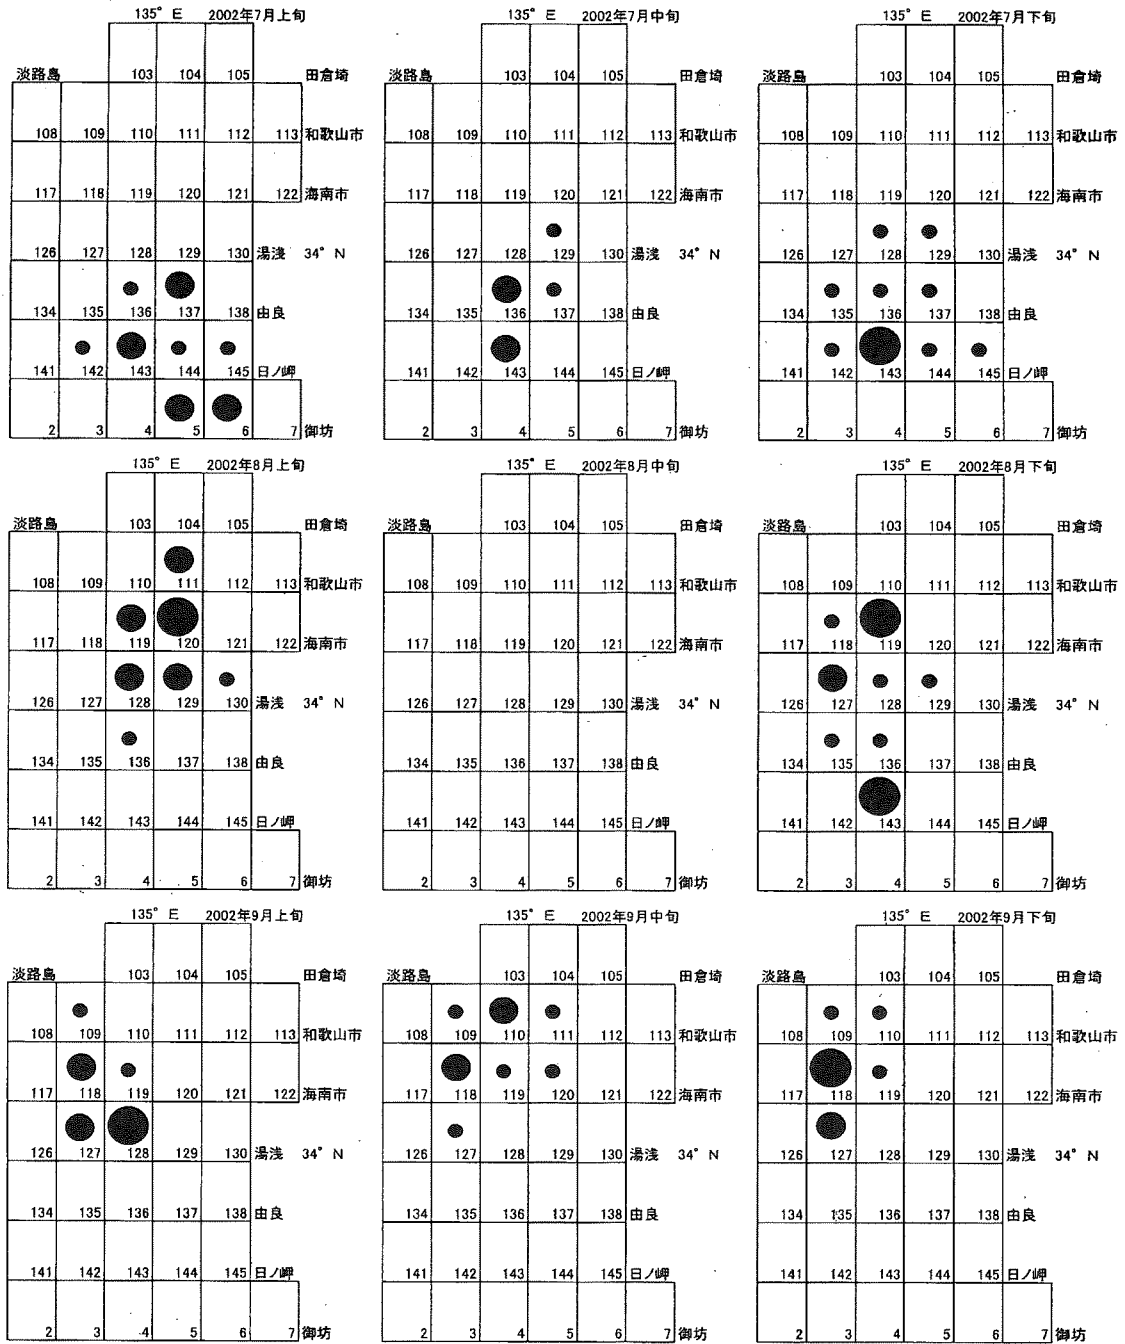 135° E 2002年7月上旬
淡路島 103 104 105 田倉埼
108 109 110 111 112 113 和歌山市
117 118 119 120 121 122 海南市
126 127 128 129 130 湯浅 34° N
134 135 136 137 138 由良
141 142 143 144 145 日ノ岬
2 3 4 5 6 7 御坊
135° E 2002年7月中旬
淡路島 103 104 105 田倉埼
108 109 110 111 112 113 和歌山市
117 118 119 120 121 122 海南市
126 127 128 129 130 湯浅 34° N
134 135 136 137 138 由良
141 142 143 144 145 日ノ岬
2 3 4 5 6 7 御坊
135° E 2002年7月下旬
淡路島 103 104 105 田倉埼
108 109 110 111 112 113 和歌山市
117 118 119 120 121 122 海南市
126 127 128 129 130 湯浅 34° N
134 135 136 137 138 由良
141 142 143 144 145 日ノ岬
2 3 4 5 6 7 御坊
135° E 2002年8月上旬
淡路島 103 104 105 田倉埼
108 109 110 111 112 113 和歌山市
117 118 119 120 121 122 海南市
126 127 128 129 130 湯浅 34° N
134 135 136 137 138 由良
141 142 143 144 145 日ノ岬
2 3 4 5 6 7 御坊
135° E 2002年8月中旬
淡路島 103 104 105 田倉埼
108 109 110 111 112 113 和歌山市
117 118 119 120 121 122 海南市
126 127 128 129 130 湯浅 34° N
134 135 136 137 138 由良
141 142 143 144 145 日ノ岬
2 3 4 5 6 7 御坊
135° E 2002年8月下旬
淡路島 103 104 105 田倉埼
108 109 110 111 112 113 和歌山市
117 118 119 120 121 122 海南市
126 127 128 129 130 湯浅 34° N
134 135 136 137 138 由良
141 142 143 144 145 日ノ岬
2 3 4 5 6 7 御坊
135° E 2002年9月上旬
淡路島 103 104 105 田倉埼
108 109 110 111 112 113 和歌山市
117 118 119 120 121 122 海南市
126 127 128 129 130 湯浅 34° N
134 135 136 137 138 由良
141 142 143 144 145 日ノ岬
2 3 4 5 6 7 御坊
135° E 2002年9月中旬
淡路島 103 104 105 田倉埼
108 109 110 111 112 113 和歌山市
117 118 119 120 121 122 海南市
126 127 128 129 130 湯浅 34° N
134 135 136 137 138 由良
141 142 143 144 145 日ノ岬
2 3 4 5 6 7 御坊
135° E 2002年9月下旬
淡路島 103 104 105 田倉埼
108 109 110 111 112 113 和歌山市
117 118 119 120 121 122 海南市
126 127 128 129 130 湯浅 34° N
134 135 136 137 138 由良
141 142 143 144 145 日ノ岬
2 3 4 5 6 7 御坊